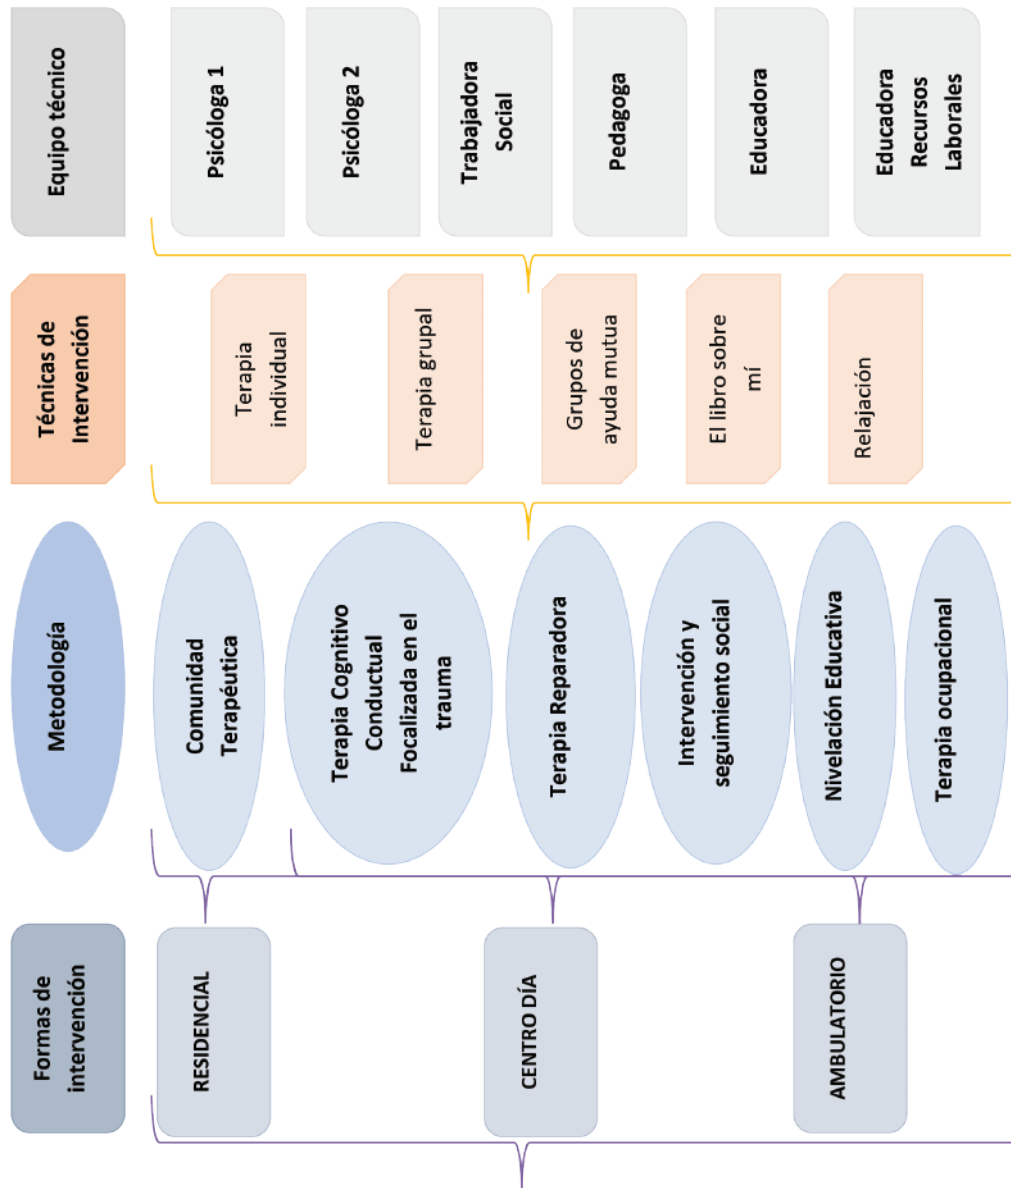 Formas de
intervención
RESIDENCIAL
CENTRO DÍA
AMBULATORIO
Metodología
Comunidad
Terapéutica
Terapia Cognitivo
Conductual
Focalizada en el
trauma
Terapia Reparadora
Intervención y
seguimiento social
Nivelación Educativa
Terapia ocupacional
Técnicas de
Intervención
Terapia
individual
Terapia grupal
Grupos de
ayuda mutua
El libro sobre
mí
Relajación
Equipo técnico
Psicóloga 1
Psicóloga 2
Trabajadora
Social
Pedagoga
Educadora
Educadora
Recursos
Laborales